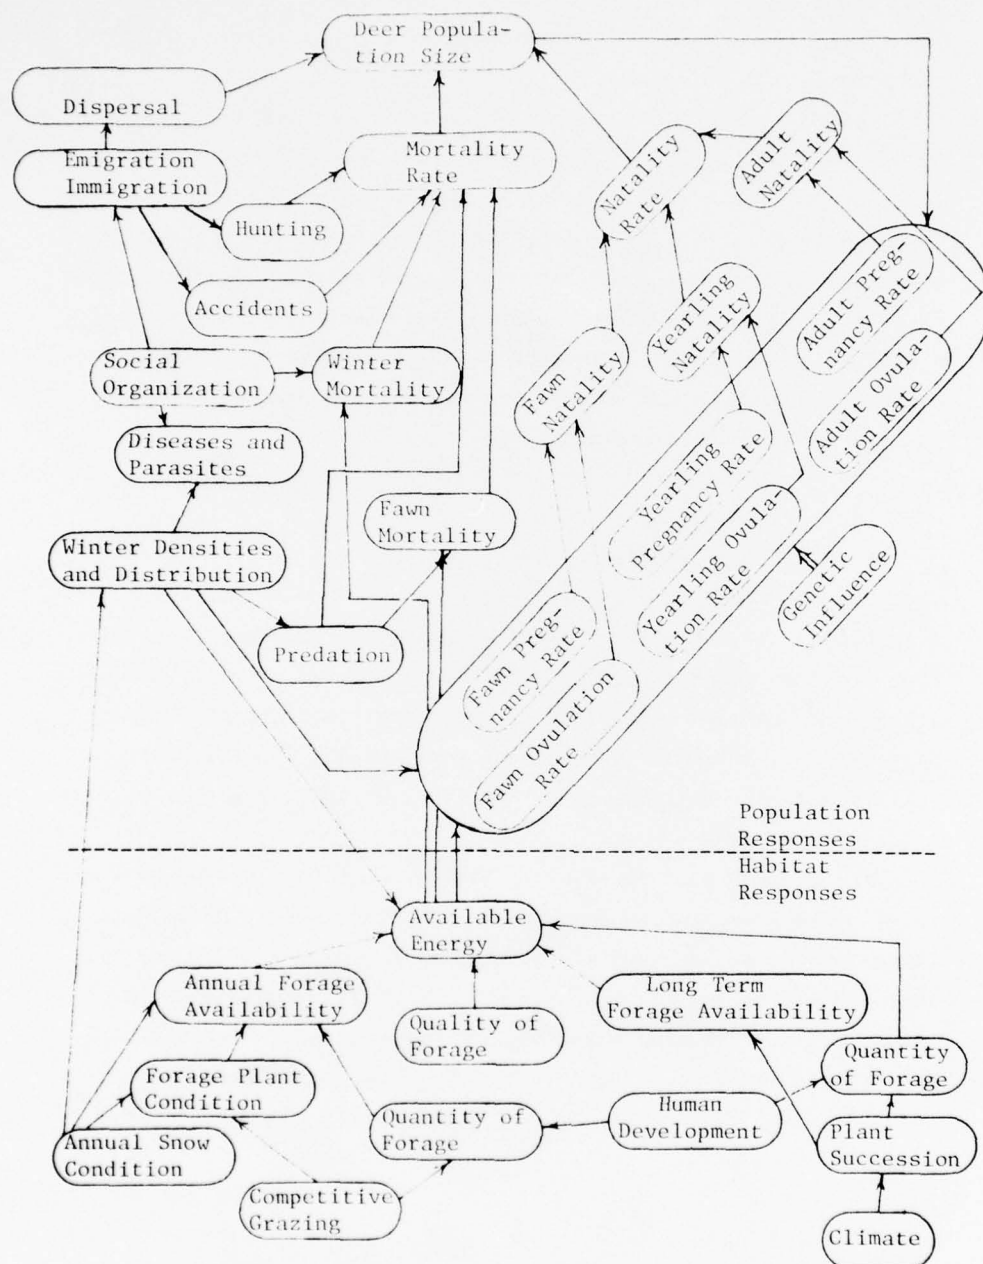 Deer Popula-
tion Size
Dispersal
Emigration
Immigration
Mortality
Rate
Natality
Rate
Adult
Natality
Hunting
Accidents
Social
Organization
Winter
Mortality
Fawn
Natality
Yearling
Natality
Adult Preg-
nancy Rate
Adult Ovula-
tion Rate
Diseases and
Parasites
Yearling
Pregnancy Rate
Yearling Ovula-
tion Rate
Genetic
Influence
Fawn
Mortality
Winter Densities
and Distribution
Predation
Fawn Preg-
nancy Rate
Fawn Ovulation
Rate
Population
Responses
Habitat
Responses
Available
Energy
Annual Forage
Availability
Quality of
Forage
Long Term
Forage Availability
Quantity
of Forage
Forage Plant
Condition
Quantity of
Forage
Human
Development
Plant
Succession
Annual Snow
Condition
Competitive
Grazing
Climate